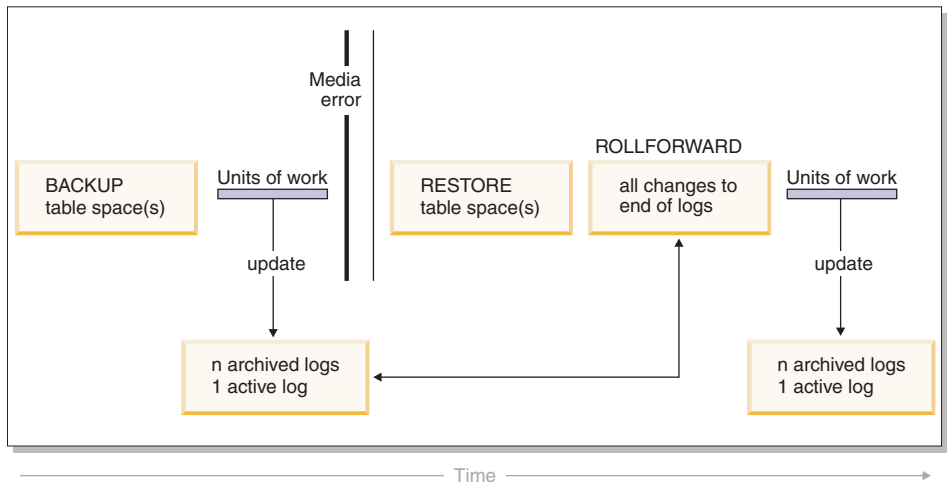 Media
error
BACKUP
table space(s)
Units of work
RESTORE
table space(s)
ROLLFORWARD
all changes to
end of logs
Units of work
update
update
n archived logs
1 active log
n archived logs
1 active log
Time